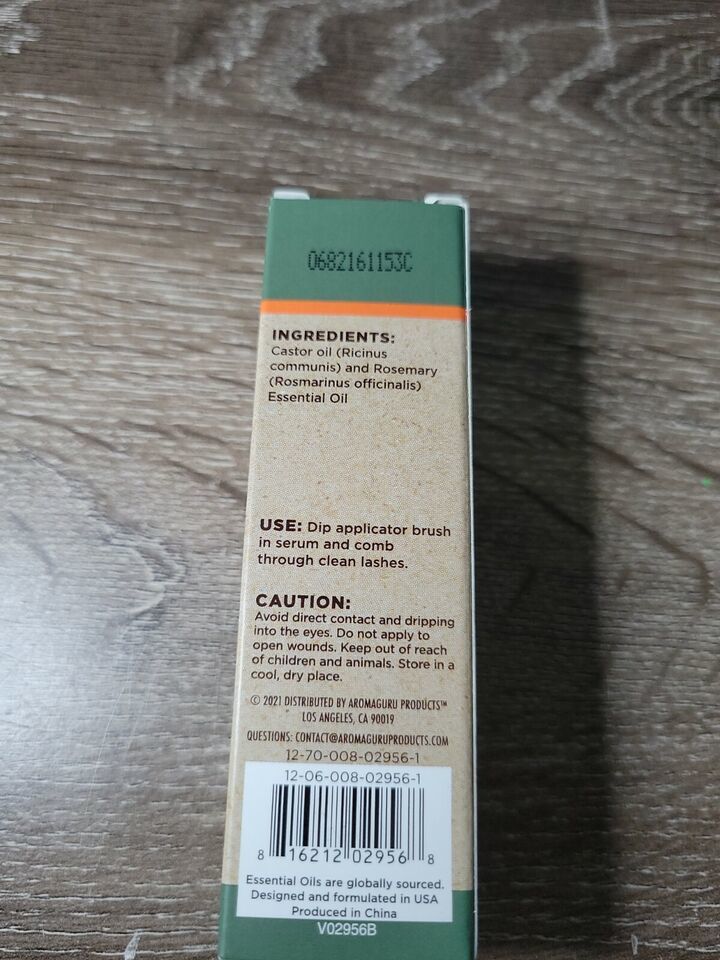 0682161153C
INGREDIENTS:
Castor oil (Ricinus
communis) and Rosemary
(Rosmarinus officinalis)
Essential Oil
USE: Dip applicator brush
in serum and comb
through clean lashes.
CAUTION:
Avoid direct contact and dripping
into the eyes. Do not apply to
open wounds. Keep out of reach
of children and animals. Store in a
cool, dry place.
© 2021 DISTRIBUTED BY AROMAGURU PRODUCTS™
LOS ANGELES, CA 90019
QUESTIONS: CONTACT@AROMAGURUPRODUCTS.COM
12-70-008-02956-1
12-06-008-02956-1
8 16212 02956 8
Essential Oils are globally sourced.
Designed and formulated in USA
Produced in China
V02956B